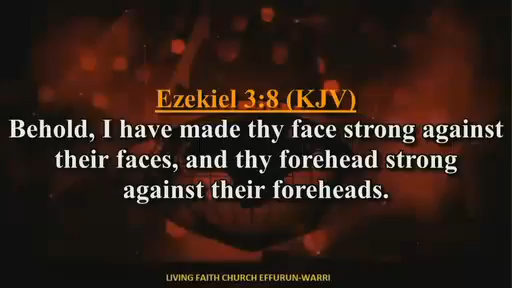 Ezekiel 3:8 (KJV)
Behold, I have made thy face strong against
their faces, and thy forehead strong
against their foreheads.
LIVING FAITH CHURCH EFFURUN-WARRI